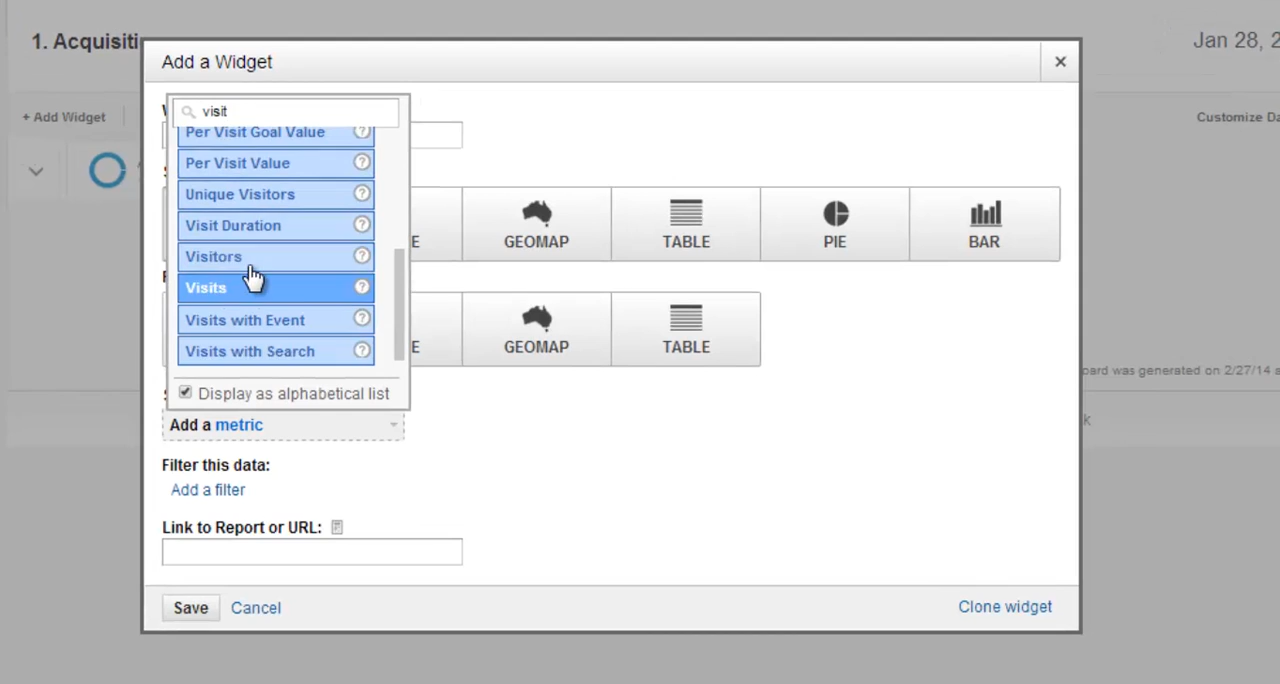 1. Acquisiti
Jan 28, 2
Add a Widget
×
+ Add Widget
Customize Da
visit
Per Visit Goal Value ?
Per Visit Value ?
Unique Visitors ?
Visit Duration ?
Visitors ?
Visits ?
Visits with Event ?
Visits with Search ?
Display as alphabetical list
E GEOMAP TABLE PIE BAR
E GEOMAP TABLE
oard was generated on 2/27/14 a
k
Add a metric
Filter this data:
Add a filter
Link to Report or URL:
Save Cancel
Clone widget